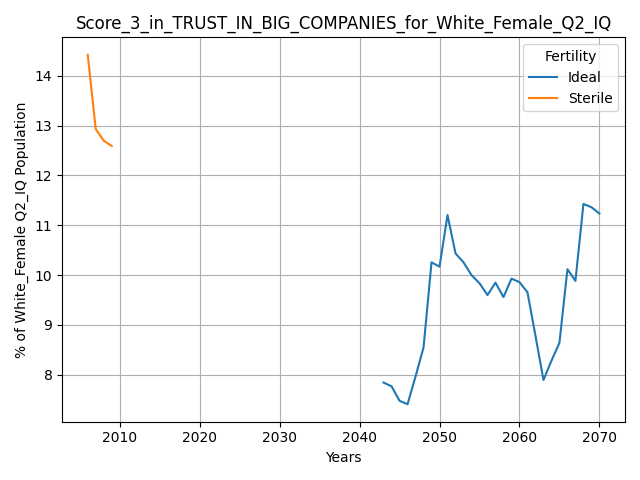 Score_3_in_TRUST_IN_BIG_COMPANIES_for_White_Female_Q2_IQ
Fertility
Ideal
Sterile
% of White_Female Q2_IQ Population
14
13
12
11
10
9
8
2010 2020 2030 2040 2050 2060 2070
Years